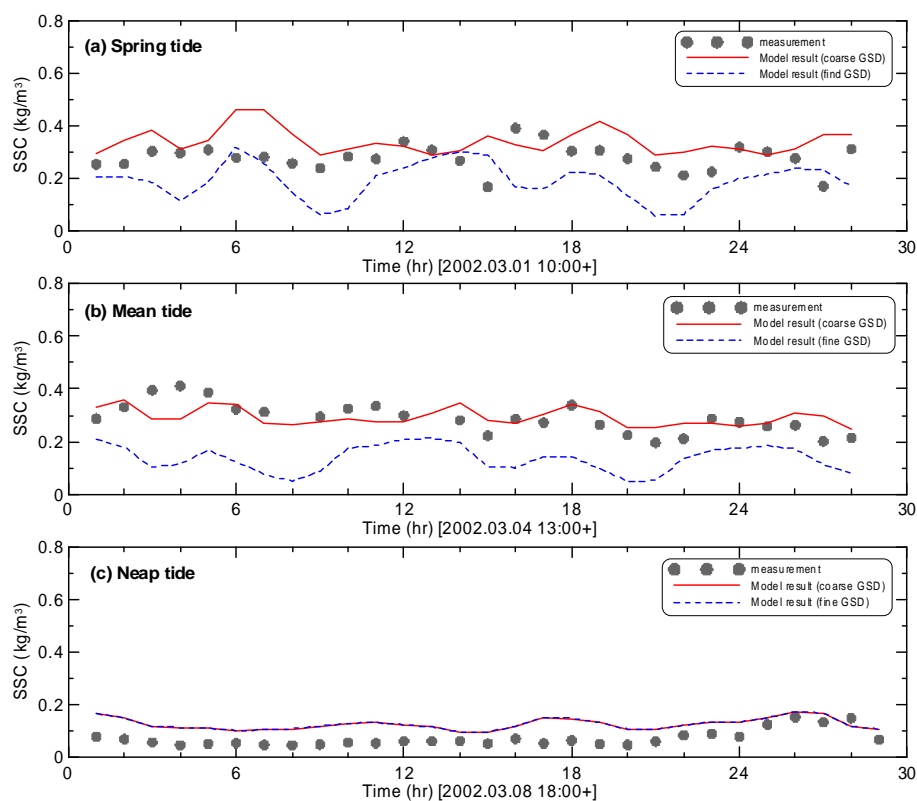 0.8
(a) Spring tide
measurement
Model result (coarse GSD)
Model result (find GSD)
0.6
0.4
0.2
0
SSC (kg/m³)
0 6 12 18 24 30
Time (hr) [2002.03.01 10:00+]
0.8
(b) Mean tide
measurement
Model result (coarse GSD)
Model result (fine GSD)
0.6
0.4
0.2
0
SSC (kg/m³)
0 6 12 18 24 30
Time (hr) [2002.03.04 13:00+]
0.8
(c) Neap tide
measurement
Model result (coarse GSD)
Model result (fine GSD)
0.6
0.4
0.2
0
SSC (kg/m³)
0 6 12 18 24 30
Time (hr) [2002.03.08 18:00+]